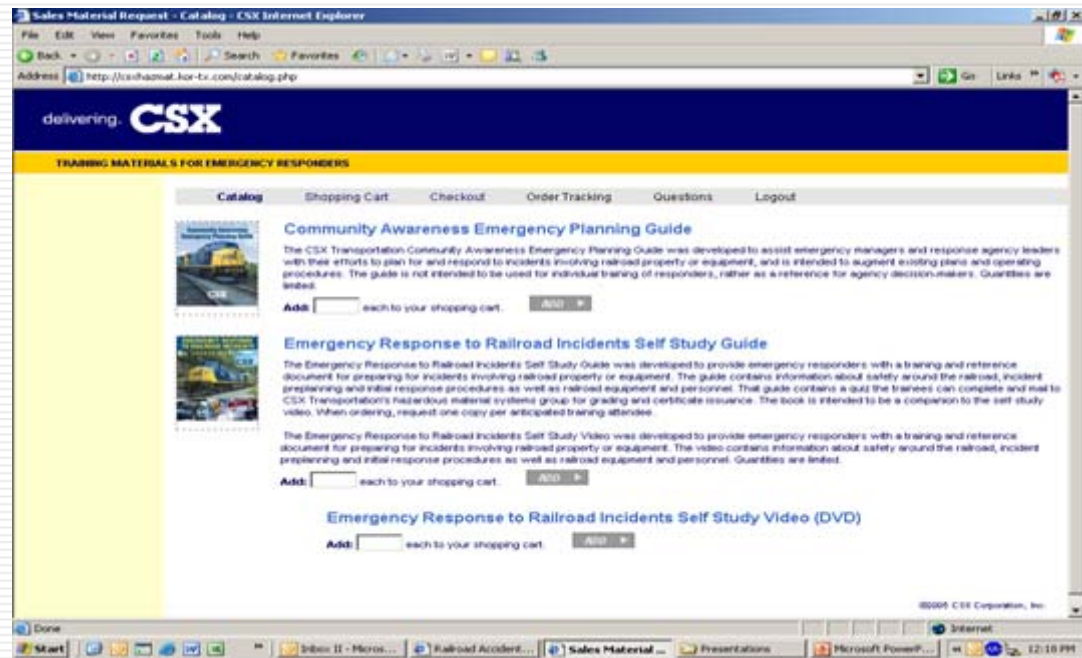 Sales Material Request - Catalog - CSX Internet Explorer
File Edit View Favorites Tools Help
Back Search Favorites
Address http://csxhazmat.kor-tx.com/catalog.php Go Links
delivering. CSX
TRAINING MATERIALS FOR EMERGENCY RESPONDERS
Catalog Shopping Cart Checkout Order Tracking Questions Logout
Community Awareness Emergency Planning Guide
The CSX Transportation Community Awareness Emergency Planning Guide was developed to assist emergency managers and response agency leaders
with their efforts to plan for and respond to incidents involving railroad property or equipment, and is intended to augment existing plans and operating
procedures. The guide is not intended to be used for individual training of responders, rather as a reference for agency decision-makers. Quantities are
limited.
Add: each to your shopping cart. ADD
CSX
Emergency Response to Railroad Incidents Self Study Guide
The Emergency Response to Railroad Incidents Self Study Guide was developed to provide emergency responders with a training and reference
document for preparing for incidents involving railroad property or equipment. The guide contains information about safety around the railroad, incident
preplanning and initial response procedures as well as railroad equipment and personnel. That guide contains a quiz the trainees can complete and mail to
CSX Transportation's hazardous material systems group for grading and certificate issuance. The book is intended to be a companion to the self study
video. When ordering, request one copy per anticipated training attendee.
The Emergency Response to Railroad Incidents Self Study Video was developed to provide emergency responders with a training and reference
document for preparing for incidents involving railroad property or equipment. The video contains information about safety around the railroad, incident
preplanning and initial response procedures as well as railroad equipment and personnel. Quantities are limited.
Add: each to your shopping cart. ADD
Emergency Response to Railroad Incidents Self Study Video (DVD)
Add: each to your shopping cart. ADD
©2005 CSX Corporation, Inc.
Done Internet
Start Inbox II - Micros... Railroad Accident... Sales Material ... Presentations Microsoft PowerP... 12:18 PM